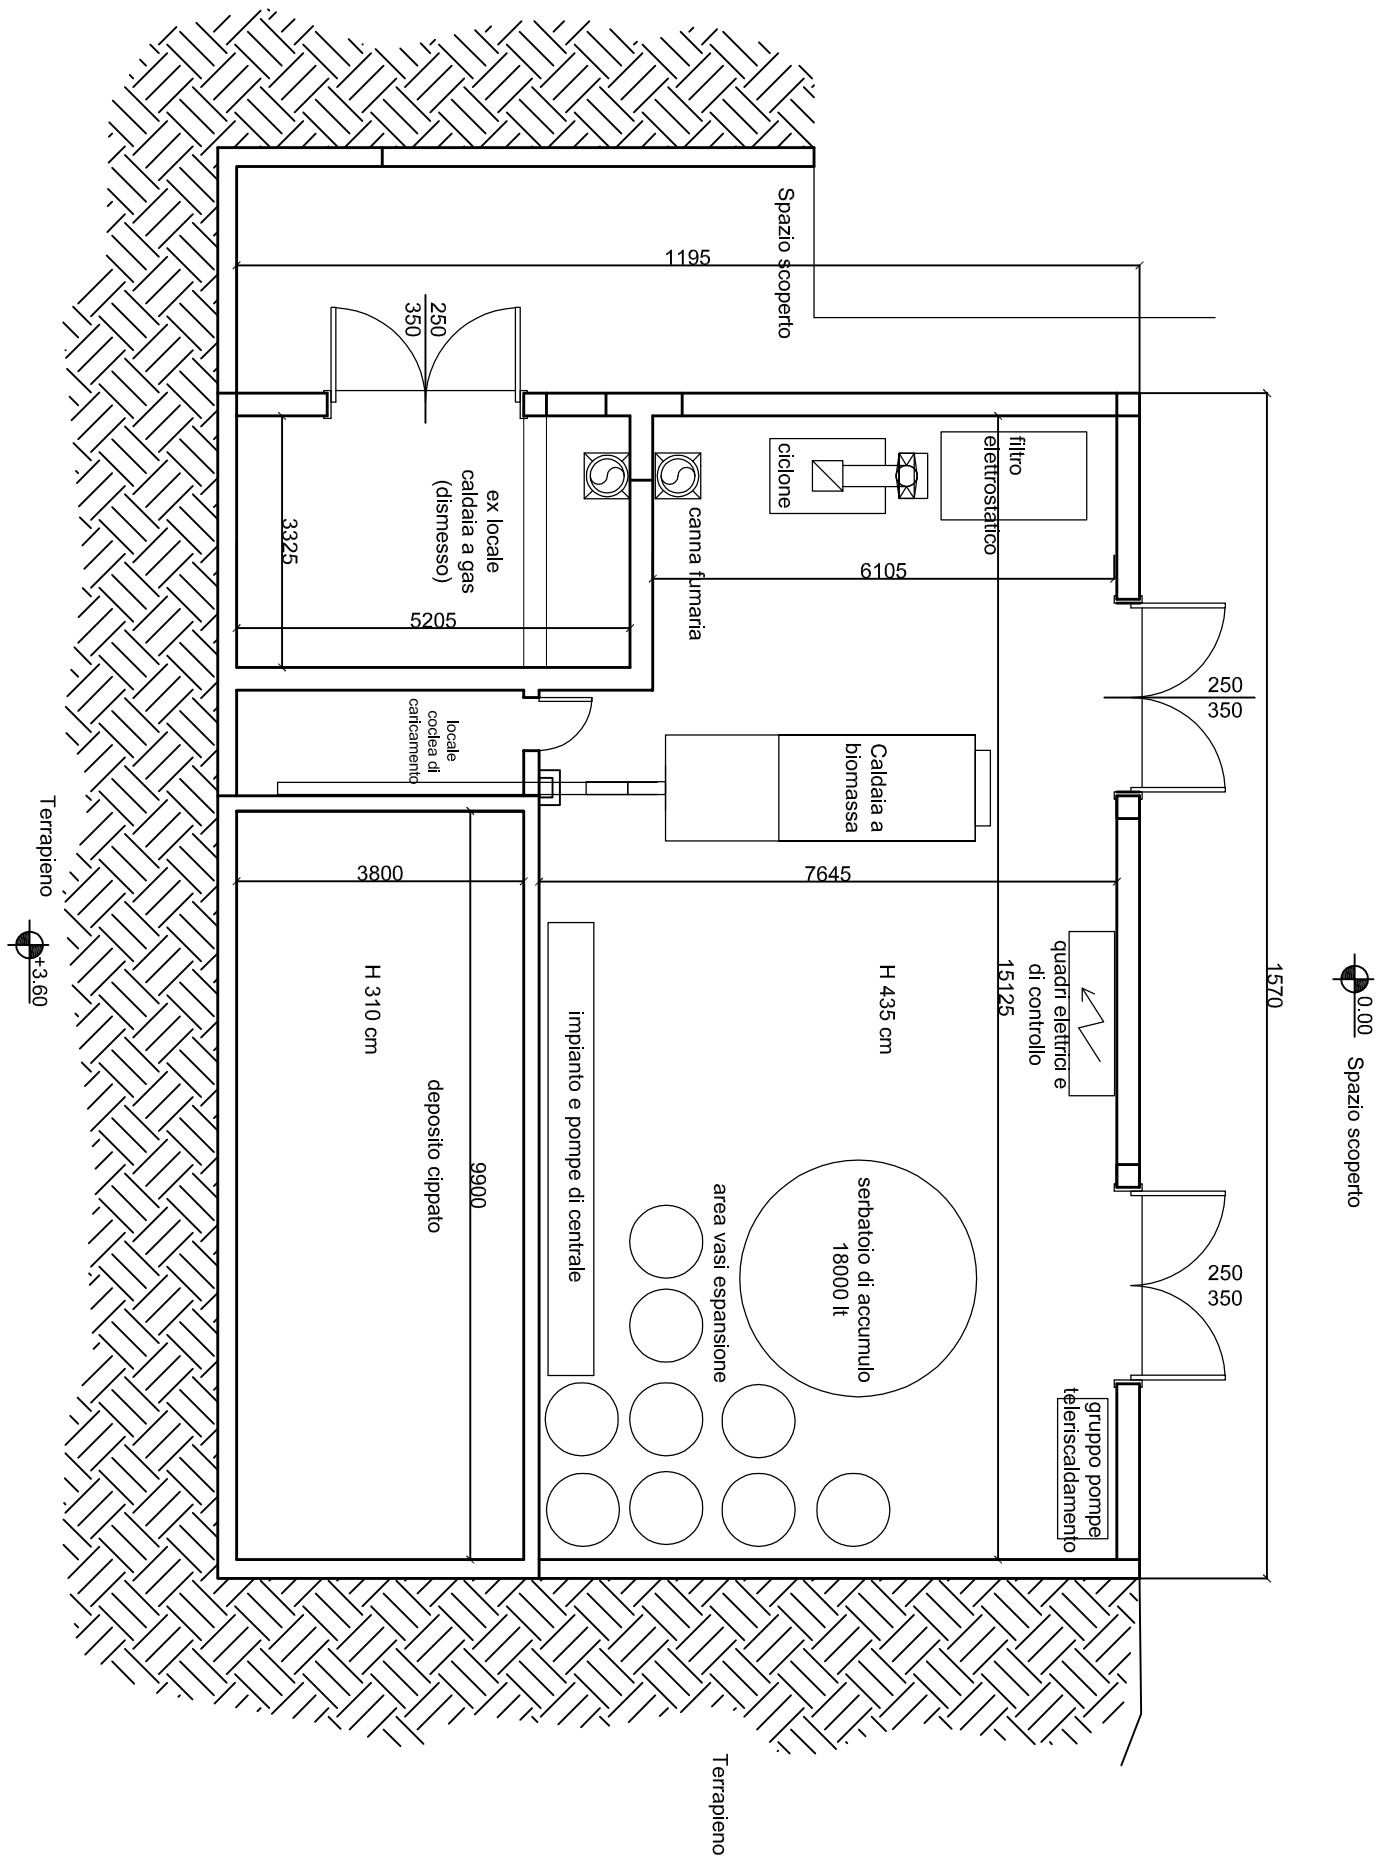 Spazio scoperto
1195
250
350
filtro
elettrostatico
ciclone
canna fumaria
ex locale
caldaia a gas
(dismesso)
3325
5205
6105
250
350
locale
coclea di
caricamento
Caldaia a
biomassa
Terrapieno
+3.60
3800
7645
0.00
Spazio scoperto
1570
15125
quadri elettrici e
di controllo
H 435 cm
H 310 cm
impianto e pompe di centrale
deposito cippato
9900
area vasi espansione
serbatoio di accumulo
18000 lt
250
350
gruppo pompe
teleriscaldamento
Terrapieno